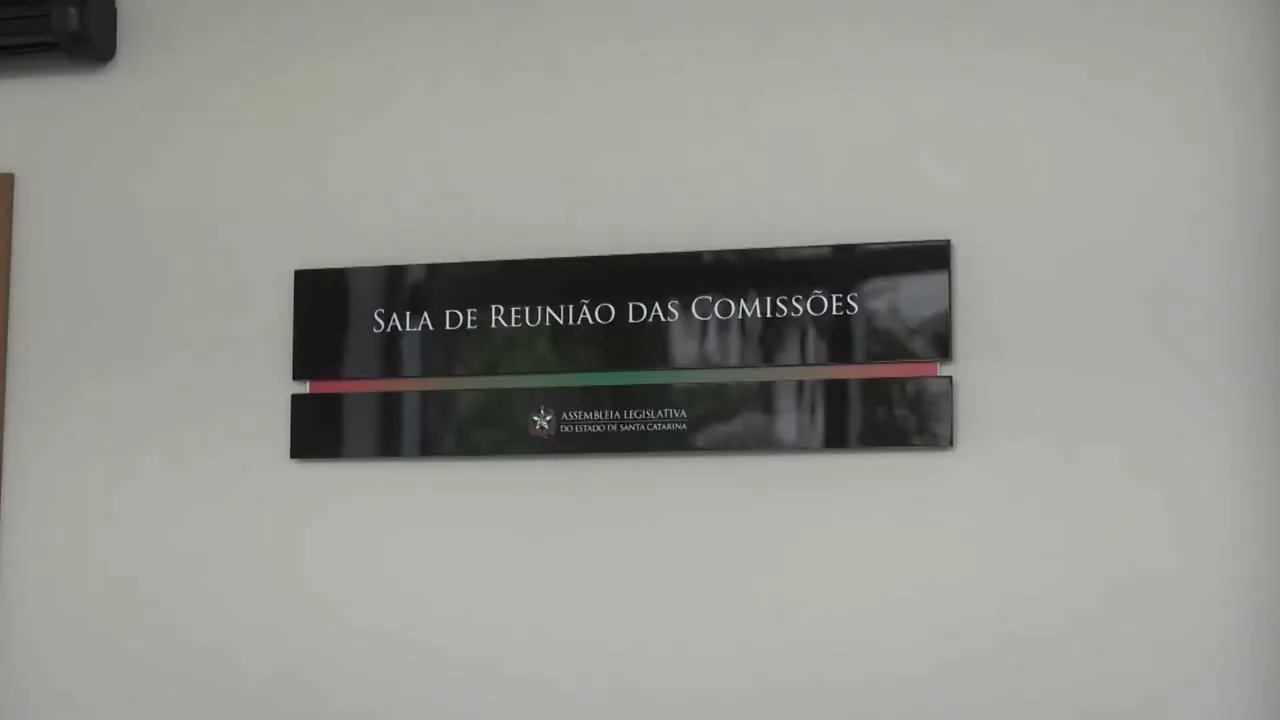 SALA DE REUNIÃO DAS COMISSÕES
ASSEMBLEIA LEGISLATIVA
DO ESTADO DE SANTA CATARINA